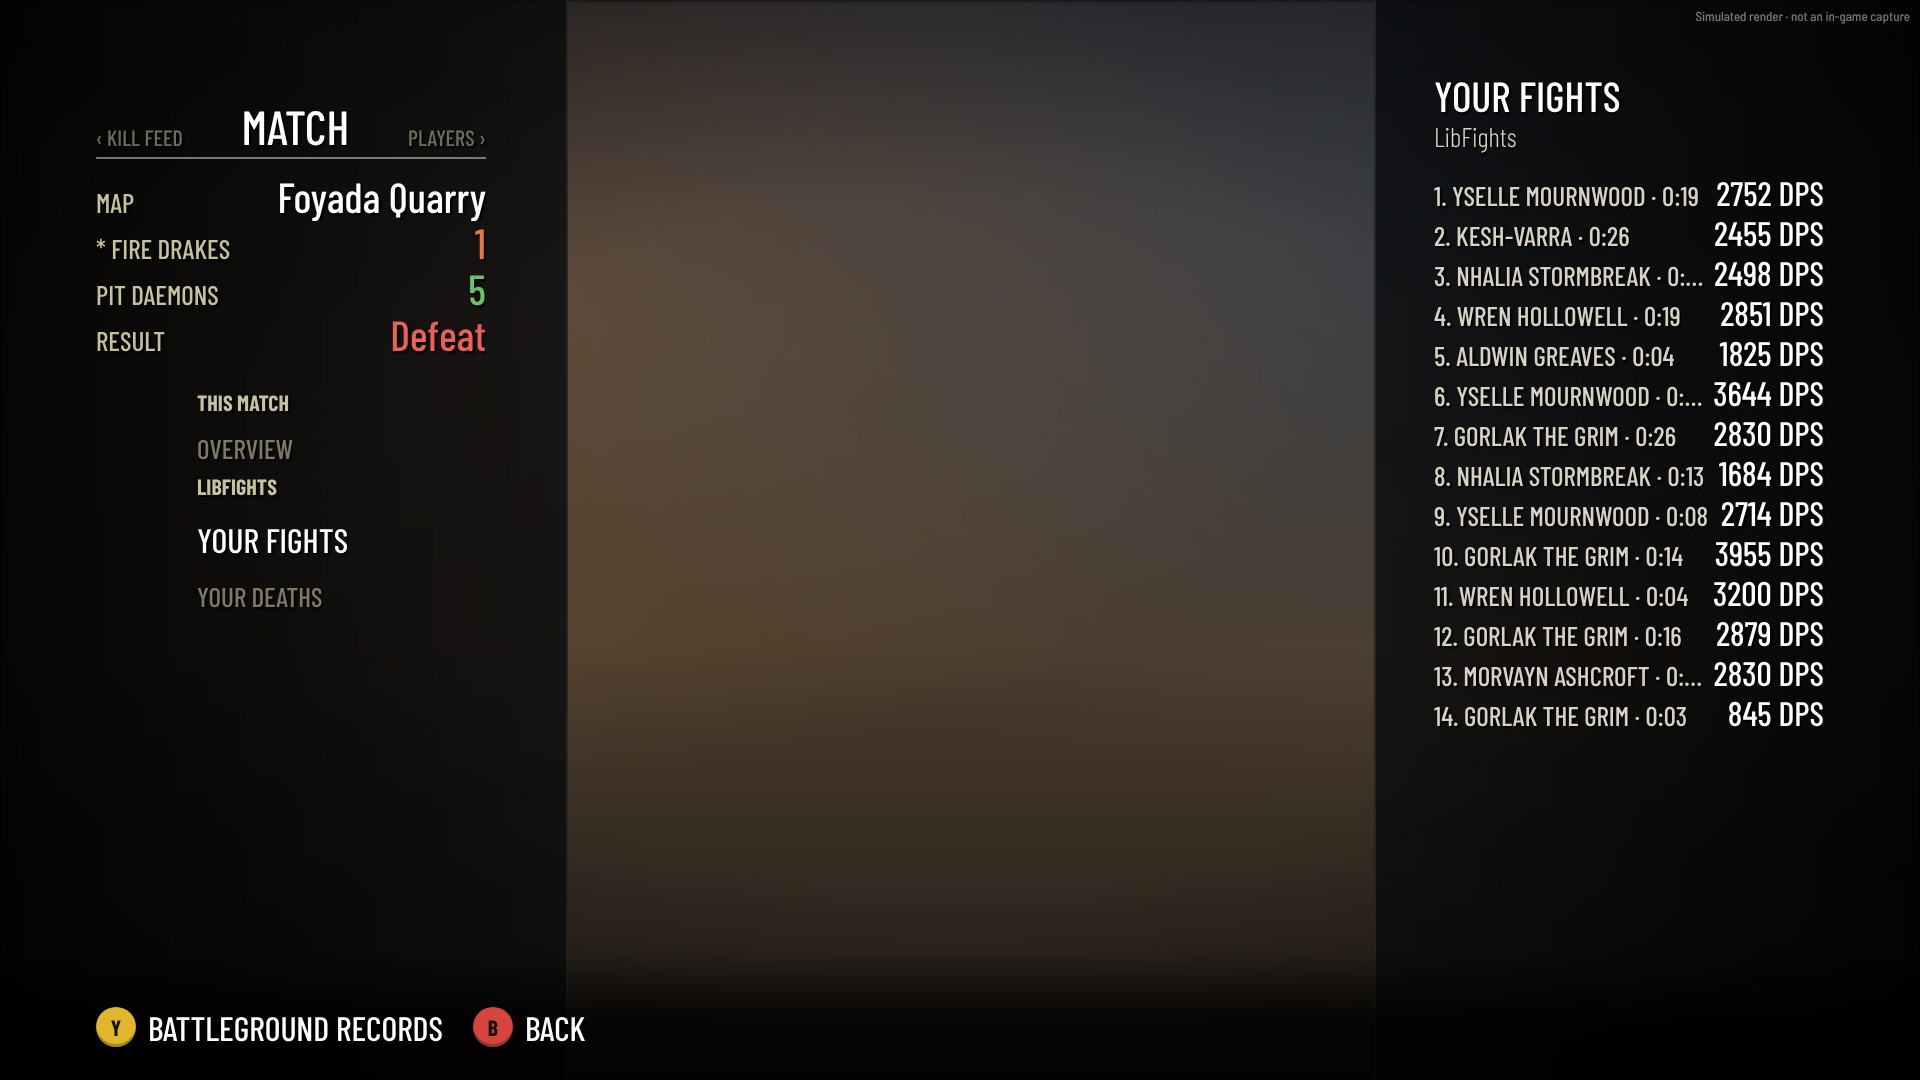 Simulated render · not an in-game capture
‹ KILL FEED MATCH PLAYERS ›
MAP Foyada Quarry
* FIRE DRAKES 1
PIT DAEMONS 5
RESULT Defeat
THIS MATCH
OVERVIEW
LIBFIGHTS
YOUR FIGHTS
YOUR DEATHS
YOUR FIGHTS
LibFights
1. YSELLE MOURNWOOD · 0:19 2752 DPS
2. KESH-VARRA · 0:26 2455 DPS
3. NHALIA STORMBREAK · 0:... 2498 DPS
4. WREN HOLLOWELL · 0:19 2851 DPS
5. ALDWIN GREAVES · 0:04 1825 DPS
6. YSELLE MOURNWOOD · 0:... 3644 DPS
7. GORLAK THE GRIM · 0:26 2830 DPS
8. NHALIA STORMBREAK · 0:13 1684 DPS
9. YSELLE MOURNWOOD · 0:08 2714 DPS
10. GORLAK THE GRIM · 0:14 3955 DPS
11. WREN HOLLOWELL · 0:04 3200 DPS
12. GORLAK THE GRIM · 0:16 2879 DPS
13. MORVAYN ASHCROFT · 0:... 2830 DPS
14. GORLAK THE GRIM · 0:03 845 DPS
Y BATTLEGROUND RECORDS B BACK